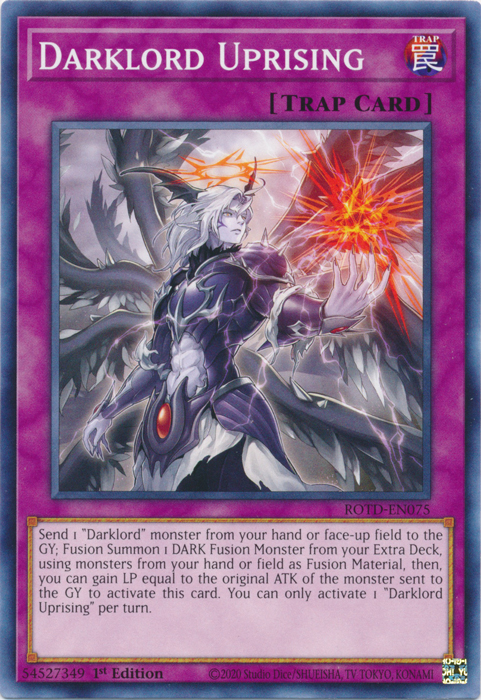 DARKLORD UPRISING
TRAP
罠
[TRAP CARD]
ROTD-EN075
Send 1 "Darklord" monster from your hand or face-up field to the
GY; Fusion Summon 1 DARK Fusion Monster from your Extra Deck,
using monsters from your hand or field as Fusion Material, then,
you can gain LP equal to the original ATK of the monster sent to
the GY to activate this card. You can only activate 1 "Darklord
Uprising" per turn.
54527349 1st Edition
©2020 Studio Dice/SHUEISHA, TV TOKYO, KONAMI